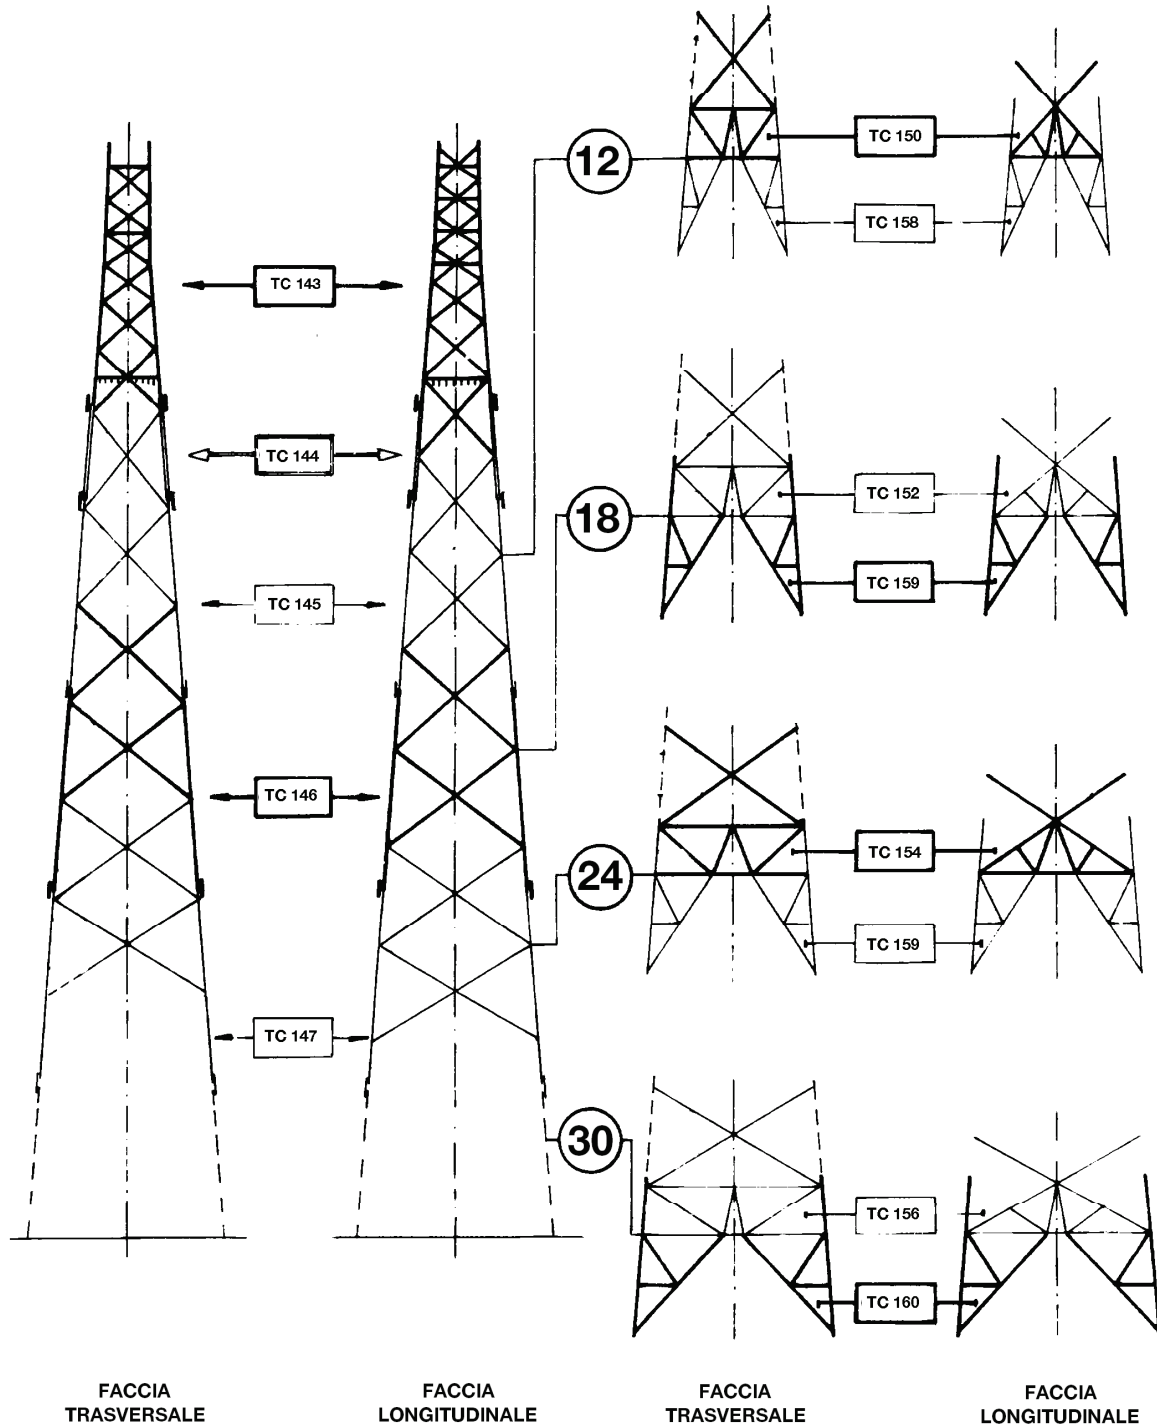 12
TC 150
TC 158
TC 143
TC 144
18
TC 152
TC 159
TC 145
TC 146
24
TC 154
TC 159
TC 147
30
TC 156
TC 160
FACCIA
TRASVERSALE
FACCIA
LONGITUDINALE
FACCIA
TRASVERSALE
FACCIA
LONGITUDINALE